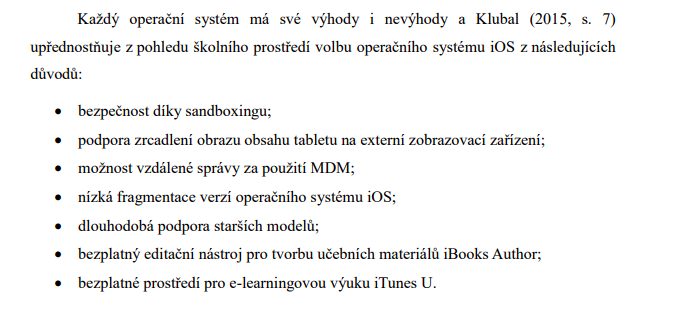 Každý operační systém má své výhody i nevýhody a Klubal (2015, s. 7)
upřednostňuje z pohledu školního prostředí volbu operačního systému iOS z následujících
důvodů:
• bezpečnost díky sandboxingu;
• podpora zrcadlení obrazu obsahu tabletu na externí zobrazovací zařízení;
• možnost vzdálené správy za použití MDM;
• nízká fragmentace verzí operačního systému iOS;
• dlouhodobá podpora starších modelů;
• bezplatný editační nástroj pro tvorbu učebních materiálů iBooks Author;
• bezplatné prostředí pro e-learningovou výuku iTunes U.